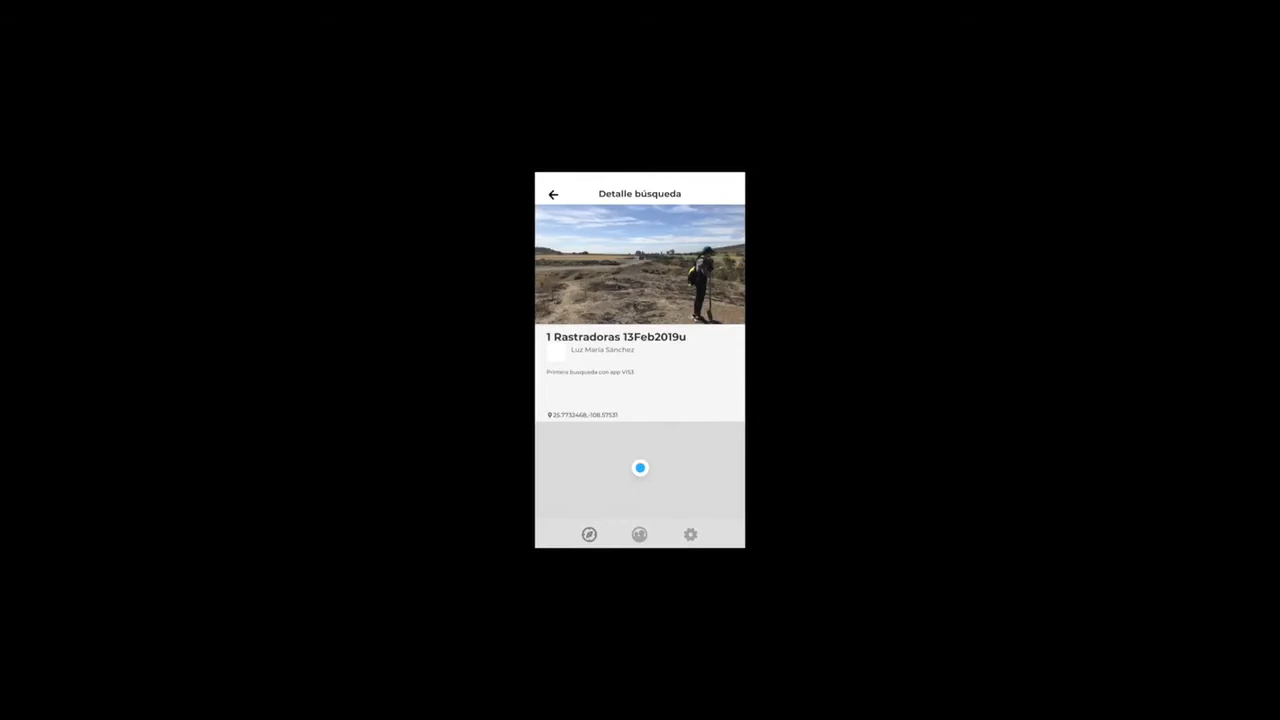 Detalle búsqueda
1 Rastradoras 13Feb2019u
Luz María Sánchez
Primera busqueda con app VIS3
25.7732468,-108.57531